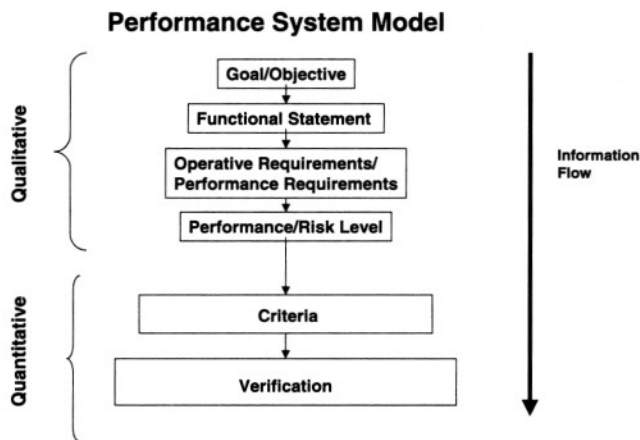 Performance System Model
Goal/Objective
Functional Statement
Operative Requirements/
Performance Requirements
Performance/Risk Level
Criteria
Verification
Qualitative
Quantitative
Information
Flow